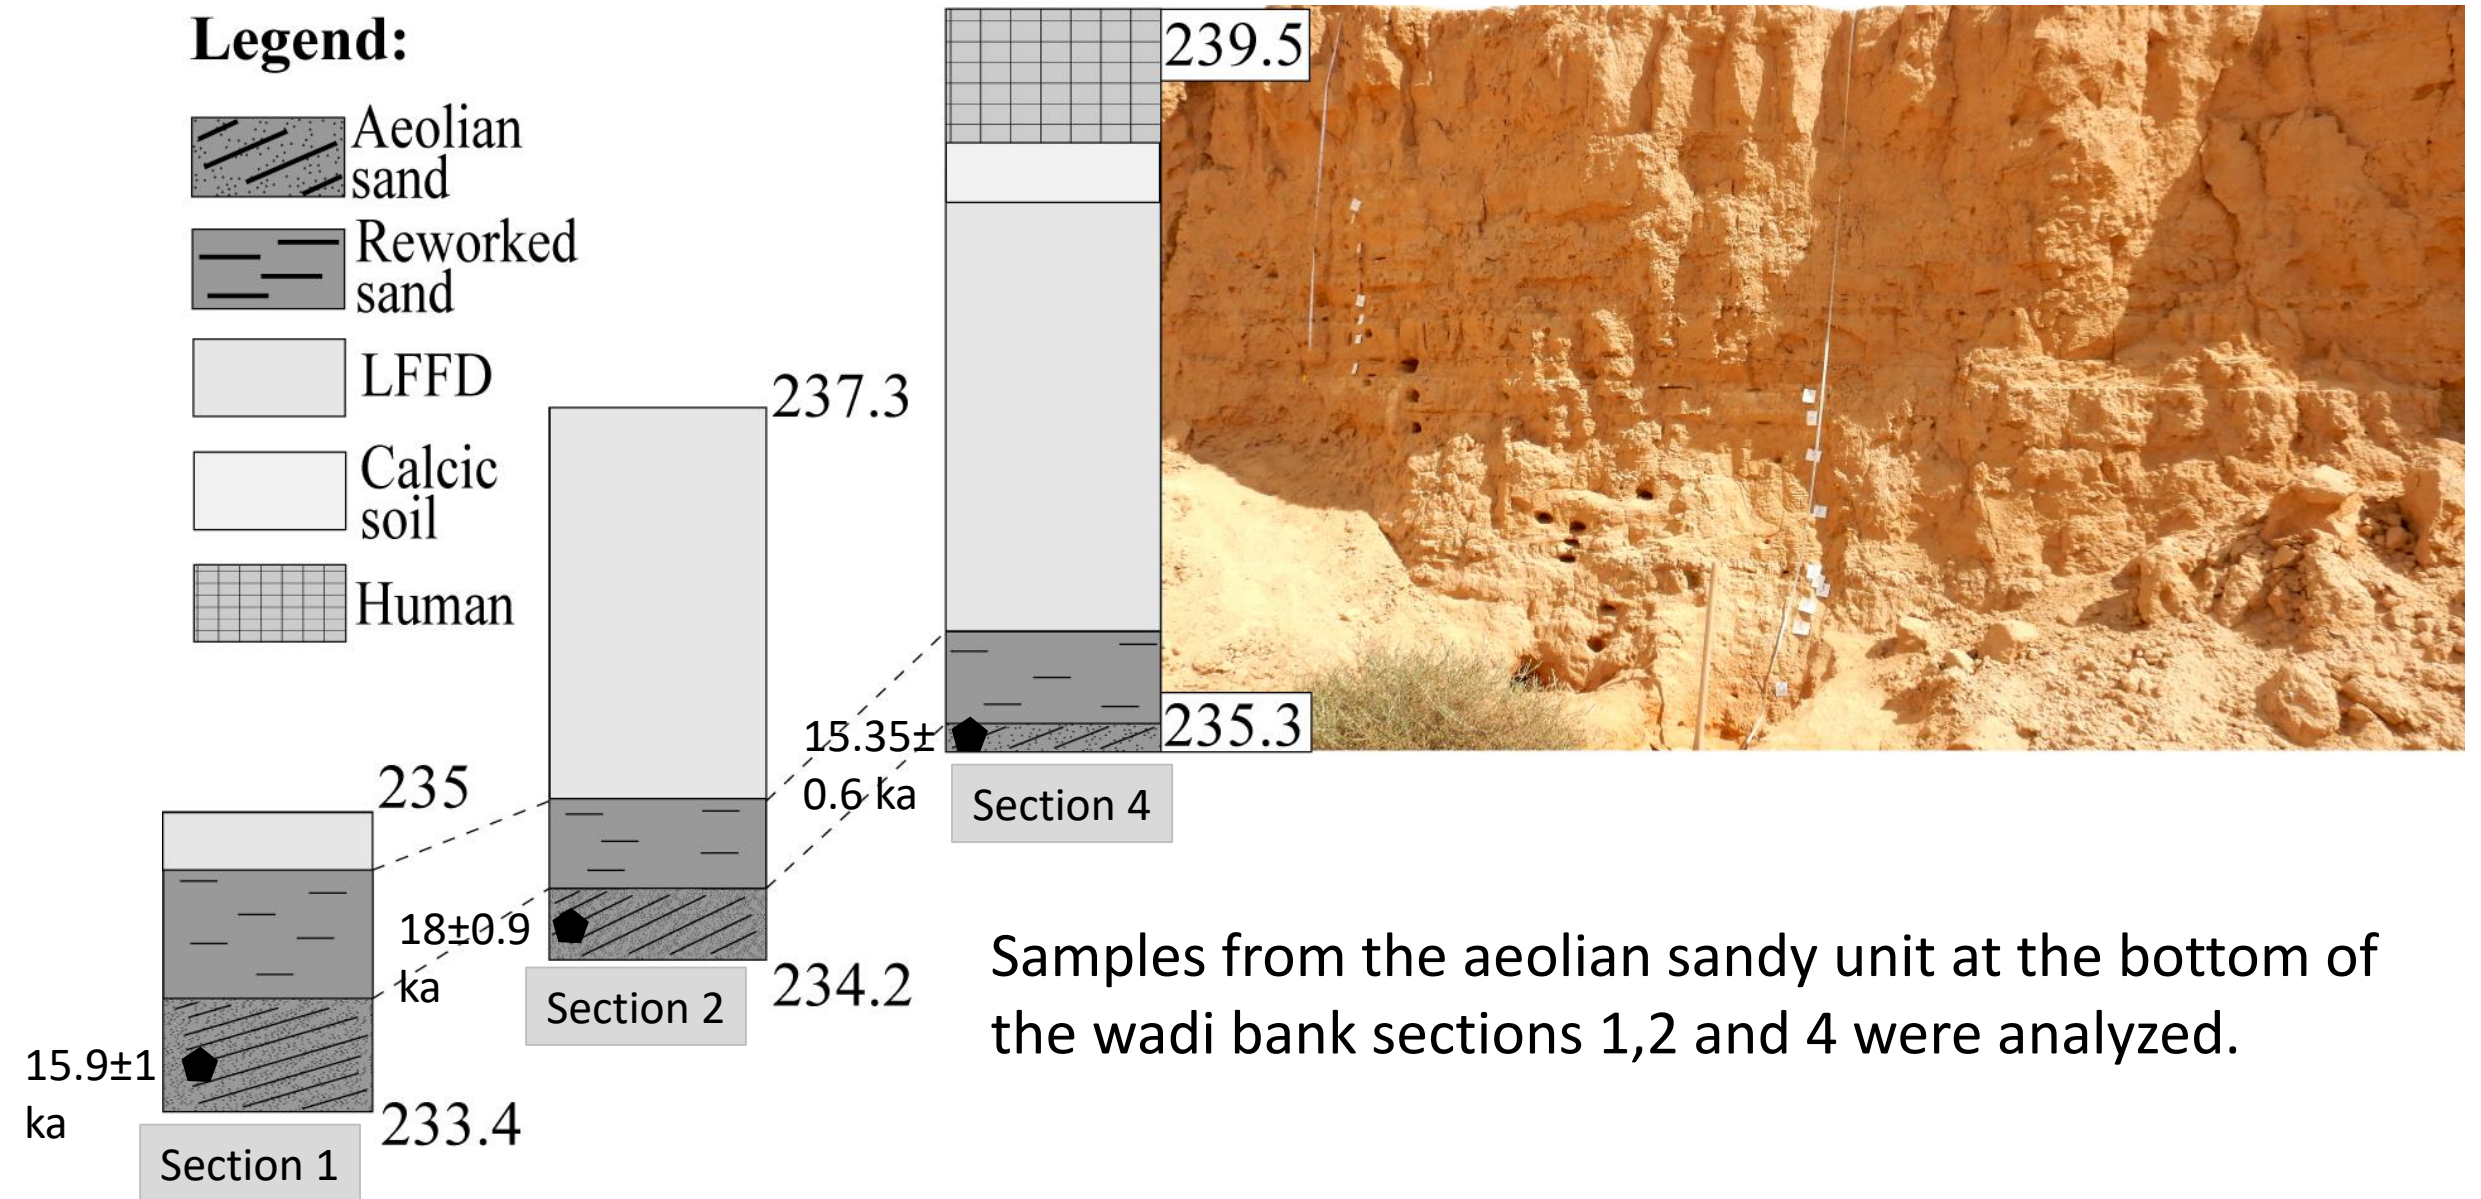 Legend:
Aeolian
sand
Reworked
sand
LFFD
Calcic
soil
Human
239.5
237.3
235.3
15.35±
0.6 ka
Section 4
235
18±0.9
ka
234.2
Section 2
15.9±1
ka
233.4
Section 1
Samples from the aeolian sandy unit at the bottom of
the wadi bank sections 1,2 and 4 were analyzed.